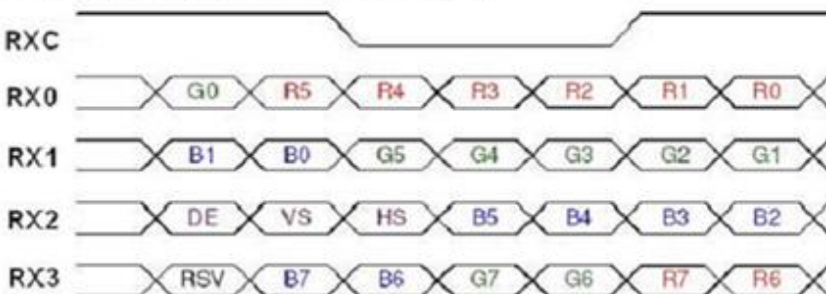 RXC
RX0 G0 R5 R4 R3 R2 R1 R0
RX1 B1 B0 G5 G4 G3 G2 G1
RX2 DE VS HS B5 B4 B3 B2
RX3 RSV B7 B6 G7 G6 R7 R6